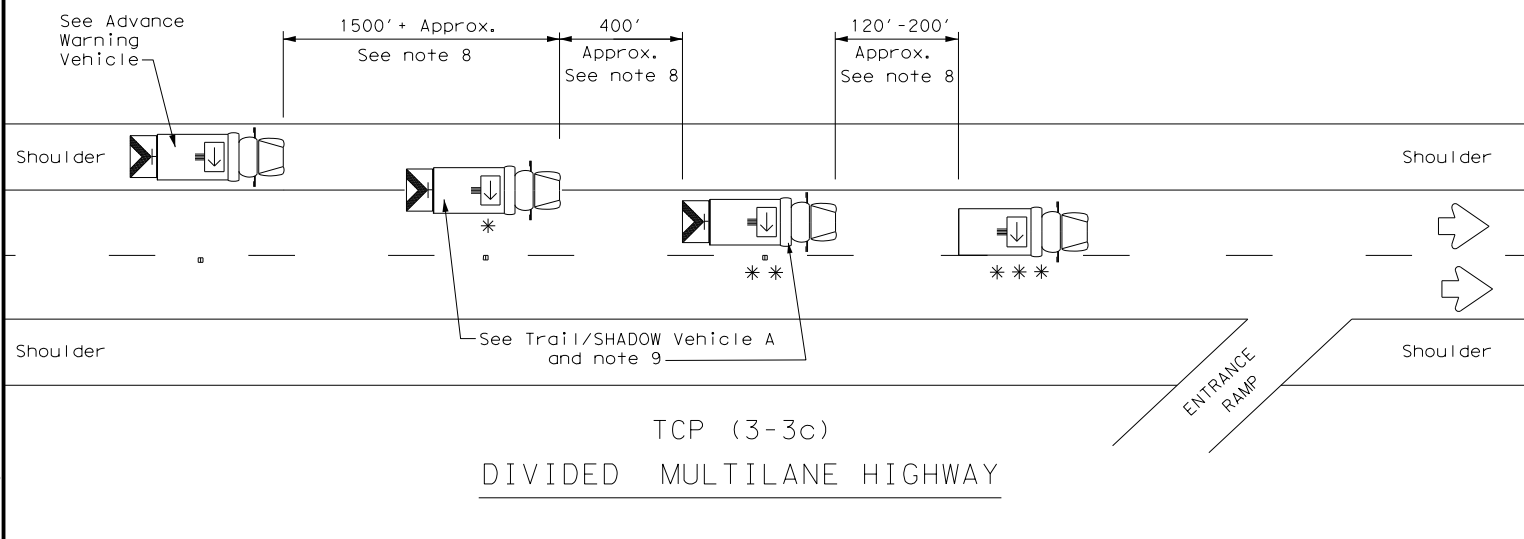 See Advance
Warning
Vehicle
1500'+ Approx.
See note 8
400'
Approx.
See note 8
120'-200'
Approx.
See note 8
Shoulder
Shoulder
*
**
***
See Trail/SHADOW Vehicle A
and note 9
Shoulder
Shoulder
ENTRANCE
RAMP
TCP (3-3c)
DIVIDED MULTILANE HIGHWAY